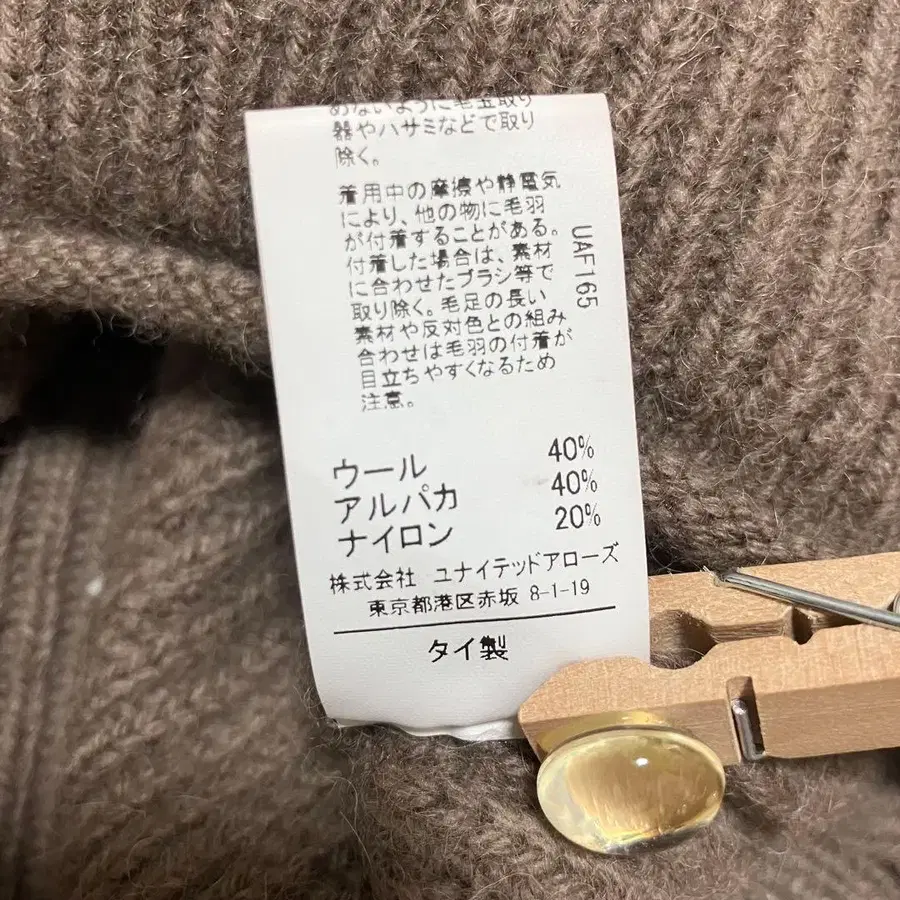 めないように毛玉取り
器やハサミなどで取り
除く。
着用中の摩擦や静電気
により、他の物に毛羽
が付着することがある。
付着した場合は、素材
に合わせたブラシ等で
取り除く。毛足の長い
素材や反対色との組み
合わせは毛羽の付着が
目立ちやすくなるため
注意。
UAF165
ウール 40%
アルパカ 40%
ナイロン 20%
株式会社 ユナイテッドアローズ
東京都港区赤坂 8-1-19
タイ製